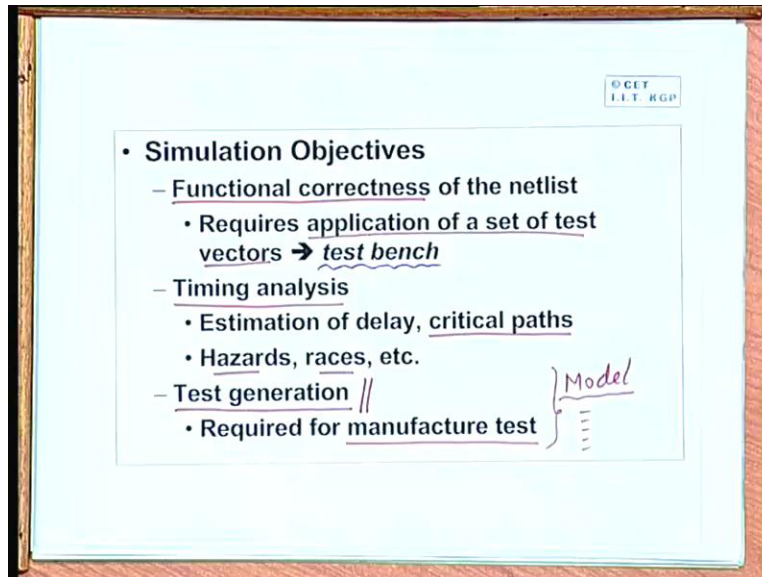 © CET
I.I.T. KGP
• Simulation Objectives
– Functional correctness of the netlist
• Requires application of a set of test
vectors ➔ test bench
– Timing analysis
• Estimation of delay, critical paths
• Hazards, races, etc.
– Test generation
Model
• Required for manufacture test